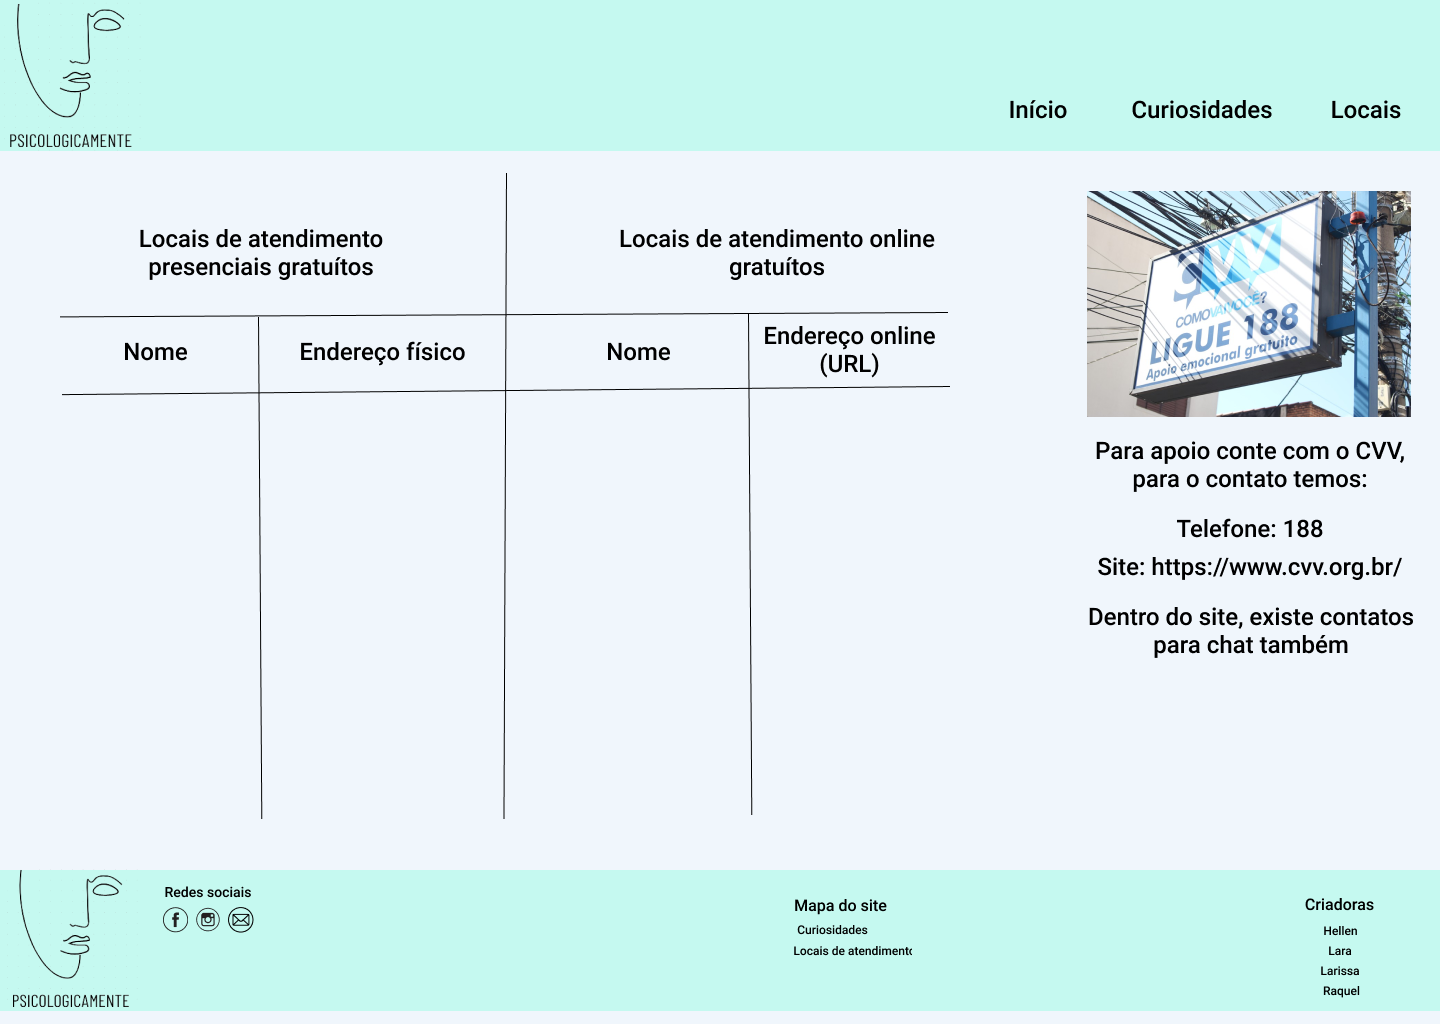 PSICOLOGICAMENTE
Início
Curiosidades
Locais
Locais de atendimento
presenciais gratuítos
Locais de atendimento online
gratuítos
Nome
Endereço físico
Nome
Endereço online
(URL)
CVV
COMO VAI VOCÊ?
LIGUE 188
Apoio emocional gratuito
Para apoio conte com o CVV,
para o contato temos:
Telefone: 188
Site: https://www.cvv.org.br/
Dentro do site, existe contatos
para chat também
PSICOLOGICAMENTE
Redes sociais
Mapa do site
Curiosidades
Locais de atendimento
Criadoras
Hellen
Lara
Larissa
Raquel